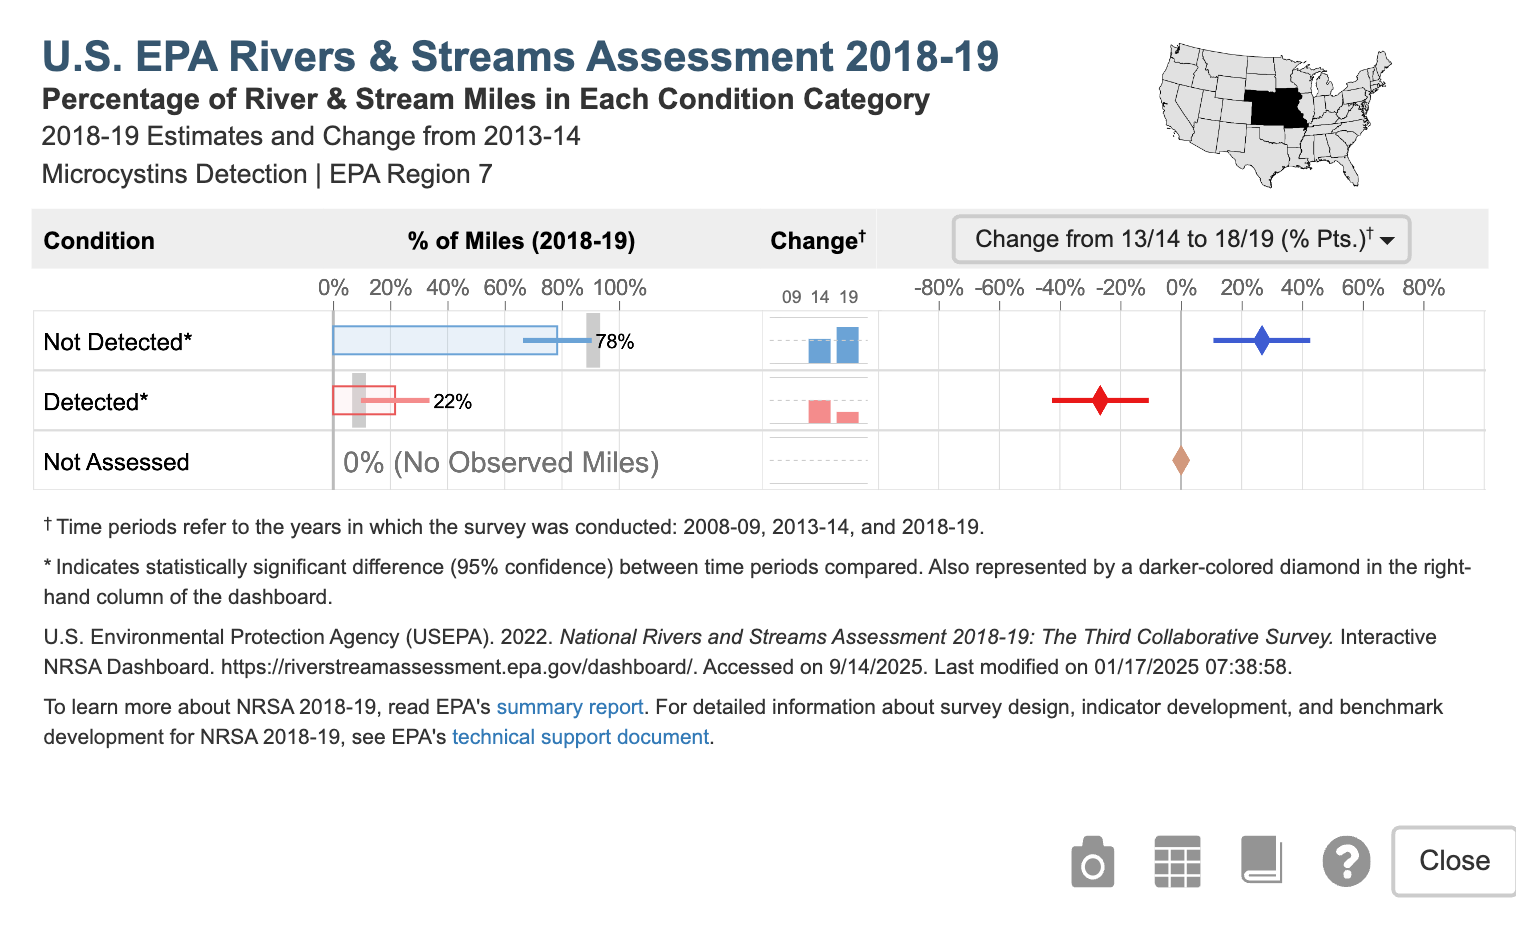 U.S. EPA Rivers & Streams Assessment 2018-19
Percentage of River & Stream Miles in Each Condition Category
2018-19 Estimates and Change from 2013-14
Microcystins Detection | EPA Region 7
Condition % of Miles (2018-19) Change† Change from 13/14 to 18/19 (% Pts.)†
0% 20% 40% 60% 80% 100% 09 14 19 -80% -60% -40% -20% 0% 20% 40% 60% 80%
Not Detected* 78%
Detected* 22%
Not Assessed 0% (No Observed Miles)
† Time periods refer to the years in which the survey was conducted: 2008-09, 2013-14, and 2018-19.
* Indicates statistically significant difference (95% confidence) between time periods compared. Also represented by a darker-colored diamond in the right-
hand column of the dashboard.
U.S. Environmental Protection Agency (USEPA). 2022. National Rivers and Streams Assessment 2018-19: The Third Collaborative Survey. Interactive
NRSA Dashboard. https://riverstreamassessment.epa.gov/dashboard/. Accessed on 9/14/2025. Last modified on 01/17/2025 07:38:58.
To learn more about NRSA 2018-19, read EPA's summary report. For detailed information about survey design, indicator development, and benchmark
development for NRSA 2018-19, see EPA's technical support document.
?
Close